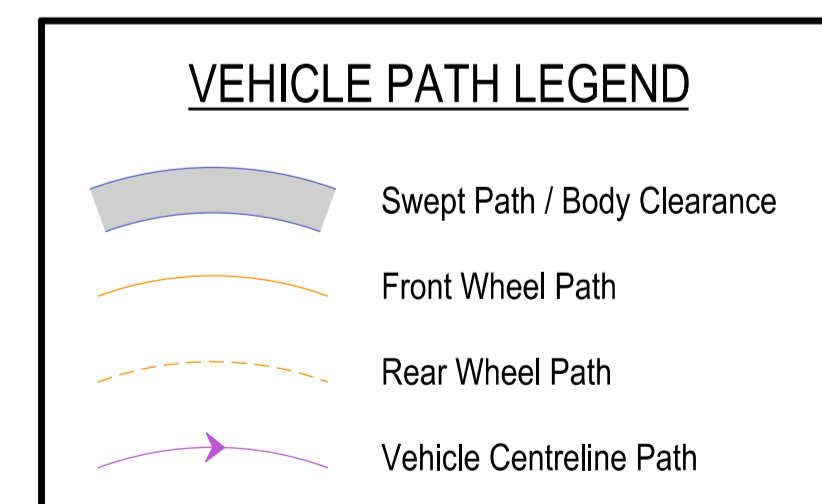 VEHICLE PATH LEGEND
Swept Path / Body Clearance
Front Wheel Path
Rear Wheel Path
Vehicle Centreline Path